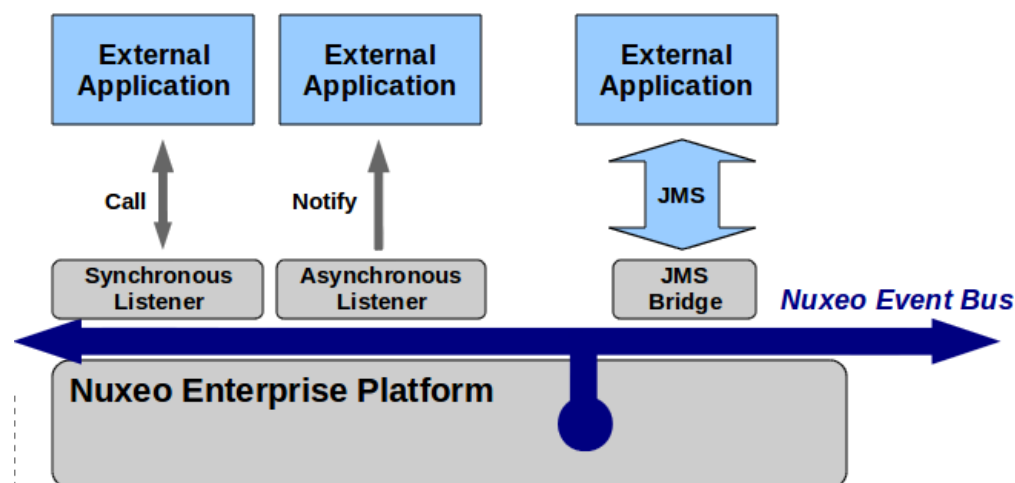 External
Application
External
Application
External
Application
Call
Notify
JMS
Synchronous
Listener
Asynchronous
Listener
JMS
Bridge
Nuxeo Event Bus
Nuxeo Enterprise Platform